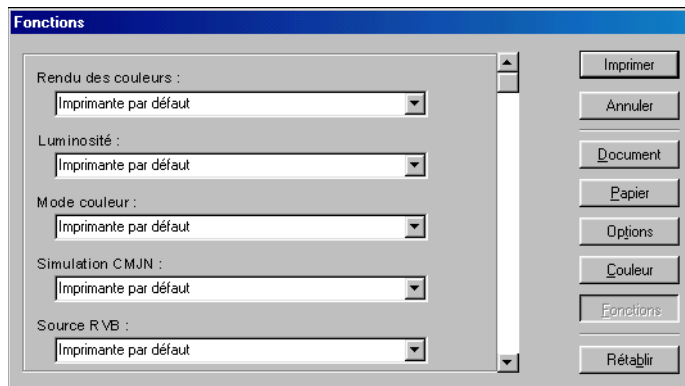 Fonctions
Rendu des couleurs :
Imprimante par défaut
Luminosité :
Imprimante par défaut
Mode couleur :
Imprimante par défaut
Simulation CMJN :
Imprimante par défaut
Source RVB :
Imprimante par défaut
Imprimer
Annuler
Document
Papier
Options
Couleur
Fonctions
Rétablir